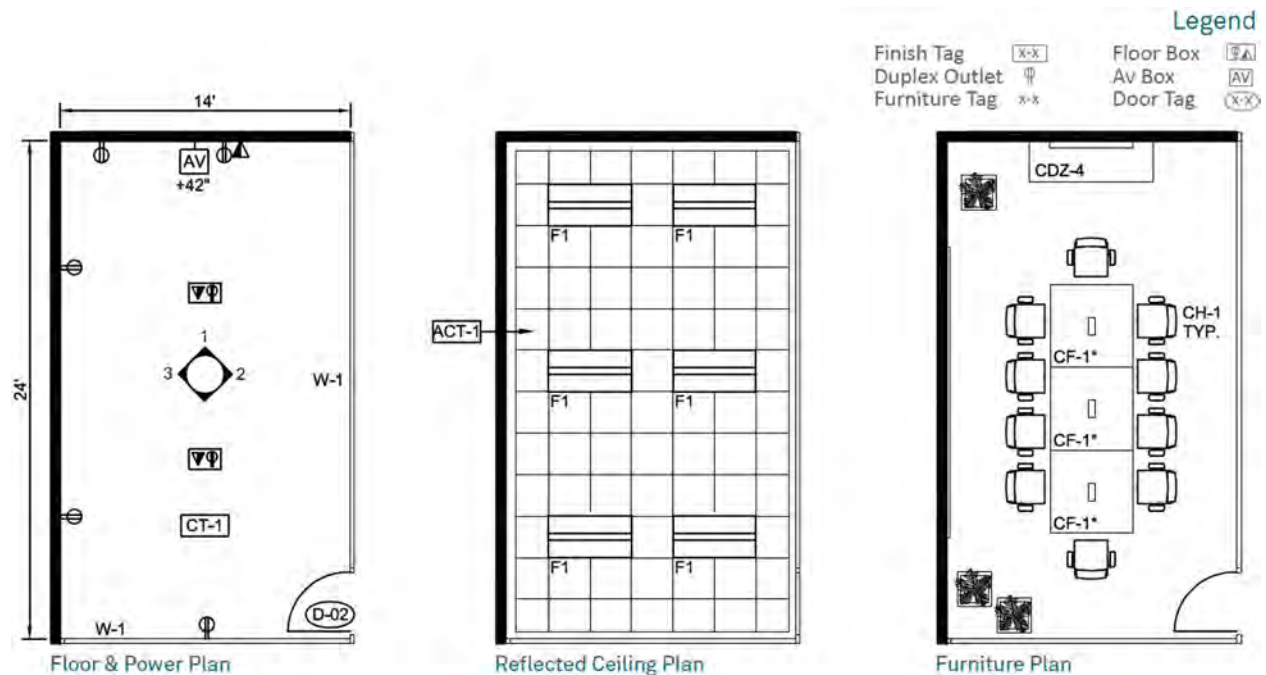 Legend
Finish Tag X-X Floor Box
Duplex Outlet Av Box AV
Furniture Tag x-x Door Tag X-X
14'
24'
AV
+42"
1
3 2
W-1
CT-1
W-1
D-02
Floor & Power Plan
F1 F1
ACT-1
F1 F1
F1 F1
Reflected Ceiling Plan
CDZ-4
CH-1
TYP.
CF-1*
CF-1*
CF-1*
Furniture Plan